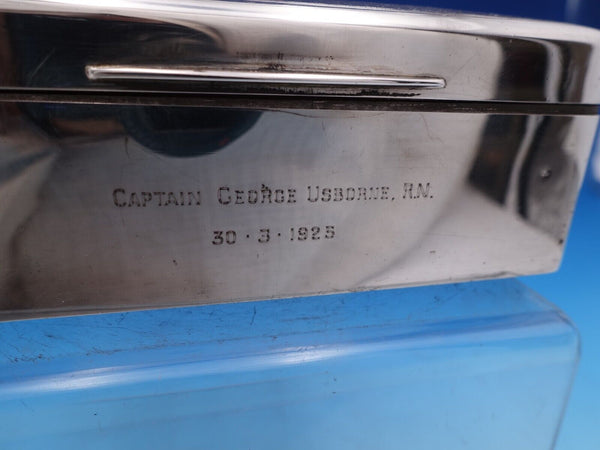 CAPTAIN GEORGE USBORNE, R.N.
30 · 3 · 1925